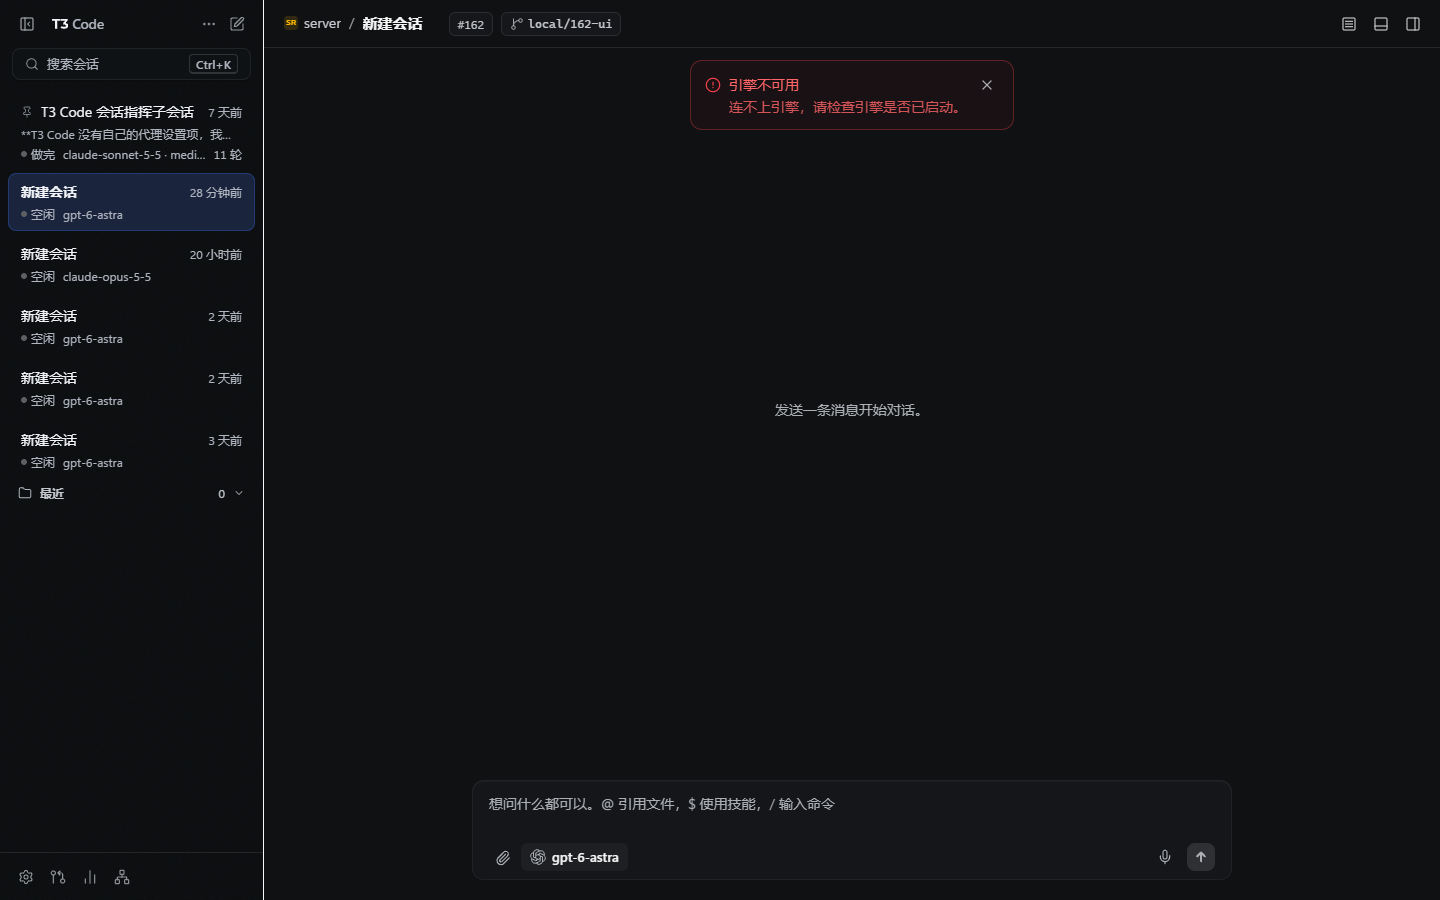 T3 Code
搜索会话 Ctrl+K
T3 Code 会话指挥子会话 7 天前
**T3 Code 没有自己的代理设置项，我...
做完 claude-sonnet-5-5 · medi... 11 轮
新建会话 28 分钟前
空闲 gpt-6-astra
新建会话 20 小时前
空闲 claude-opus-5-5
新建会话 2 天前
空闲 gpt-6-astra
新建会话 2 天前
空闲 gpt-6-astra
新建会话 3 天前
空闲 gpt-6-astra
最近 0
SR server / 新建会话 #162 local/162-ui
引擎不可用
连不上引擎，请检查引擎是否已启动。
发送一条消息开始对话。
想问什么都可以。@ 引用文件，$ 使用技能，/ 输入命令
gpt-6-astra